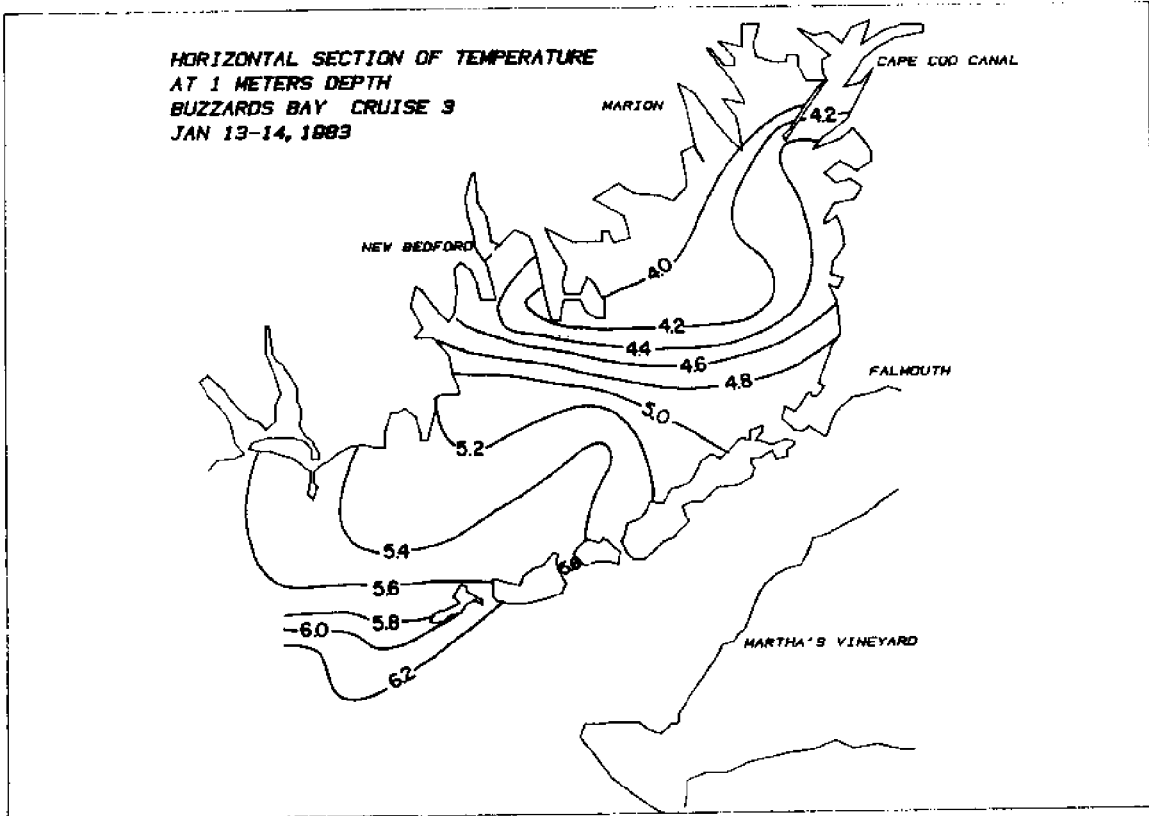 HORIZONTAL SECTION OF TEMPERATURE
AT 1 METERS DEPTH
BUZZARDS BAY CRUISE 3
JAN 13-14, 1983
CAPE COD CANAL
MARION
4.2
NEW BEDFORD
4.0
4.2
4.4
4.6
4.8
FALMOUTH
5.0
5.2
5.4
5.6
5.8
6.0
6.2
MARTHA'S VINEYARD